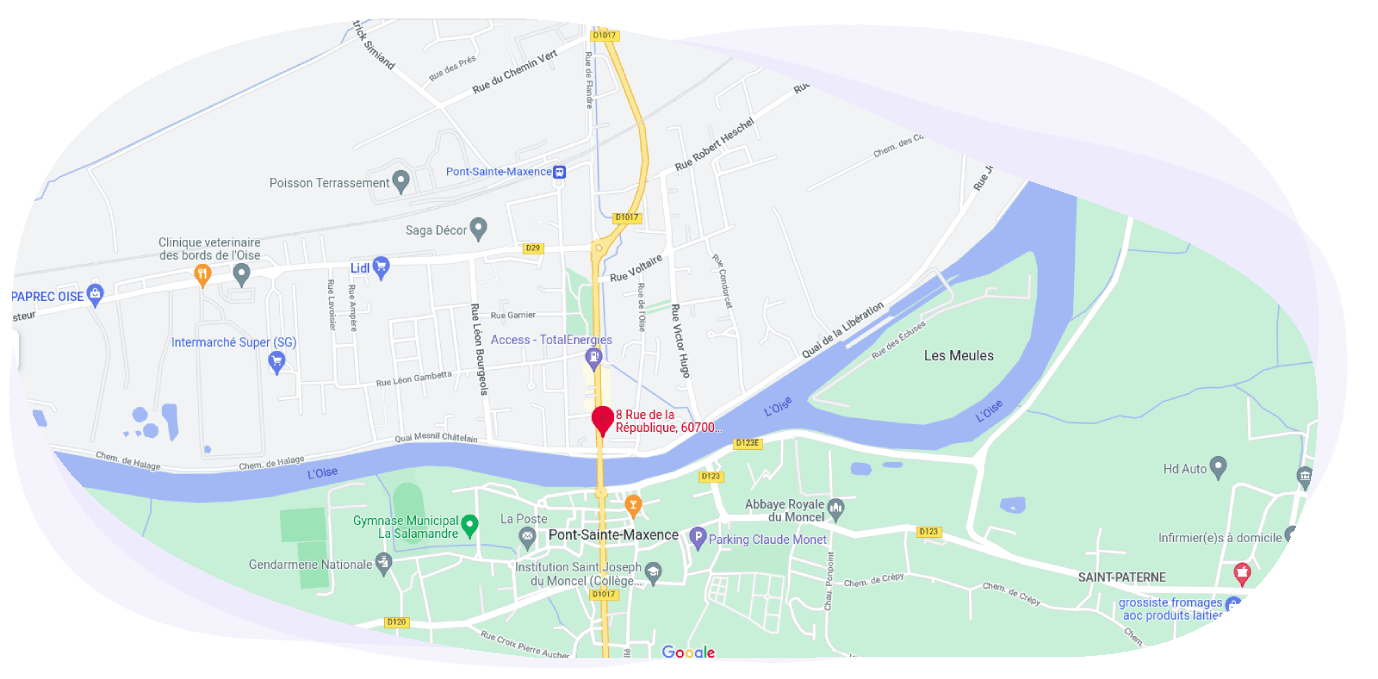 D1017
trick Simiand
Rue des Prés
Rue du Chemin Vert
Rue de Flandre
Rue Robert Heschel
Chem. des Co
Poisson Terrassement
Pont-Sainte-Maxence
Rue J
D1017
Saga Décor
Clinique veterinaire
des bords de l'Oise
D29
Lidl
Rue Voltaire
Rue Condorcet
PAPREC OISE
steur
Rue Lavoisier
Rue Ampère
Rue Léon Bourgeois
Rue Garnier
Rue de l'Oise
Rue Victor Hugo
Quai de la Libération
Rue des Écluses
Les Meules
Intermarché Super (SG)
Access - TotalEnergies
Rue Léon Gambetta
L'Oise
L'Oise
8 Rue de la
République, 60700...
Quai Mesnil Châtelain
D123E
Chem. de Halage
Chem. de Halage
L'Oise
D123
Hd Auto
Abbaye Royale
du Moncel
Gymnase Municipal
La Salamandre
La Poste
Pont-Sainte-Maxence
P
Parking Claude Monet
D123
Infirmier(e)s à domicile
Gendarmerie Nationale
Institution Saint Joseph
du Moncel (Collège...
Chau. Ponpoint
Chem. de Crépy
Chem. de Crépy
SAINT-PATERNE
D1017
grossiste fromages
aoc produits laitie
D120
Rue Croix Pierre Aucher
Chem.
Google